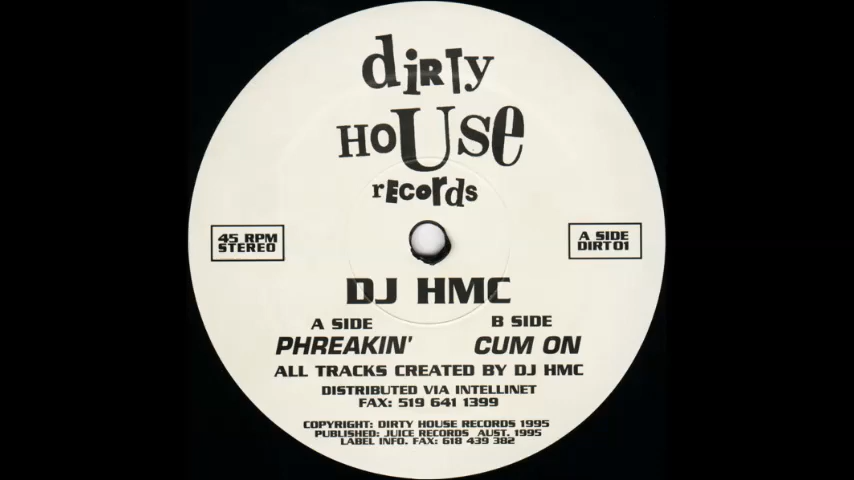 dirty
House
records
45 RPM
STEREO
A SIDE
DIRT01
DJ HMC
A SIDE
PHREAKIN'
B SIDE
CUM ON
ALL TRACKS CREATED BY DJ HMC
DISTRIBUTED VIA INTELLINET
FAX: 519 641 1399
COPYRIGHT: DIRTY HOUSE RECORDS 1995
PUBLISHED: JUICE RECORDS AUST. 1995
LABEL INFO. FAX: 618 439 382